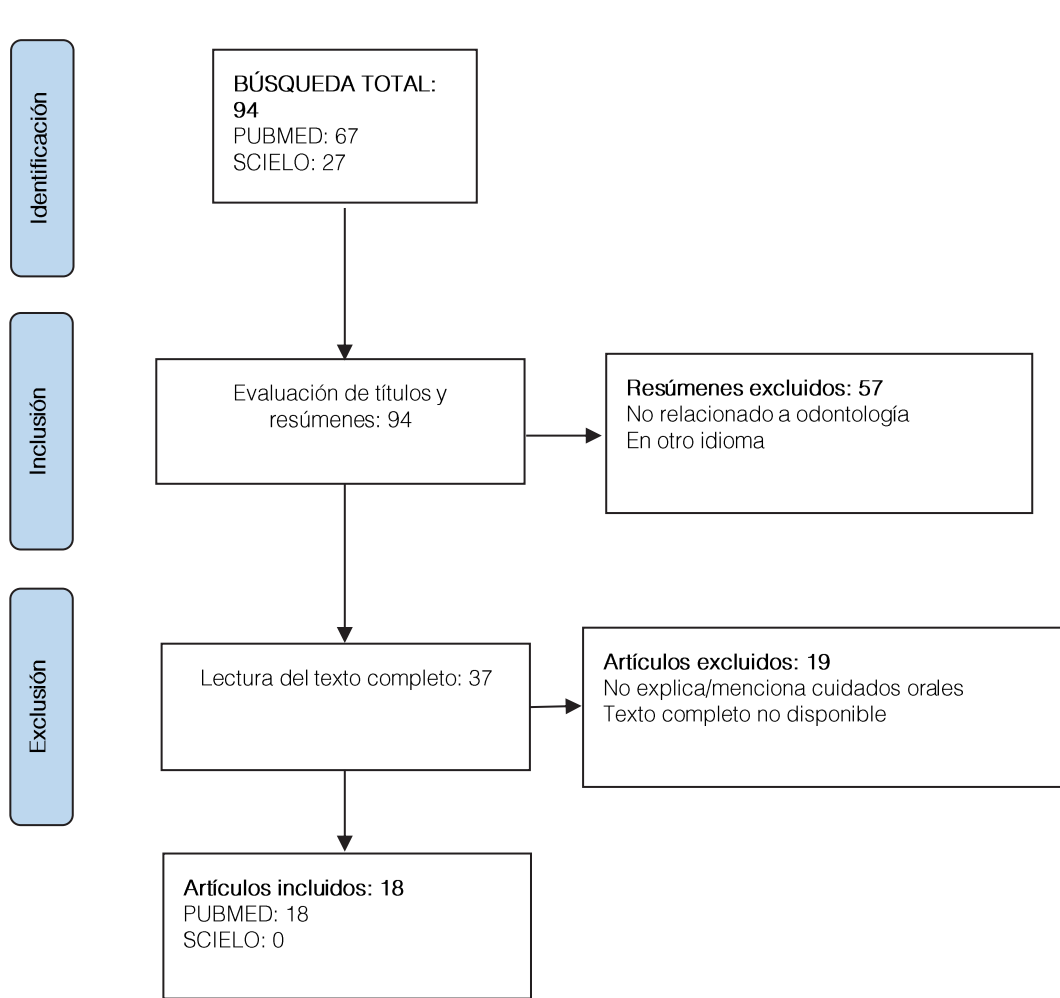 Identificación
BÚSQUEDA TOTAL:
94
PUBMED: 67
SCIELO: 27
Inclusión
Evaluación de títulos y
resúmenes: 94
Resúmenes excluidos: 57
No relacionado a odontología
En otro idioma
Exclusión
Lectura del texto completo: 37
Artículos excluidos: 19
No explica/menciona cuidados orales
Texto completo no disponible
Artículos incluidos: 18
PUBMED: 18
SCIELO: 0